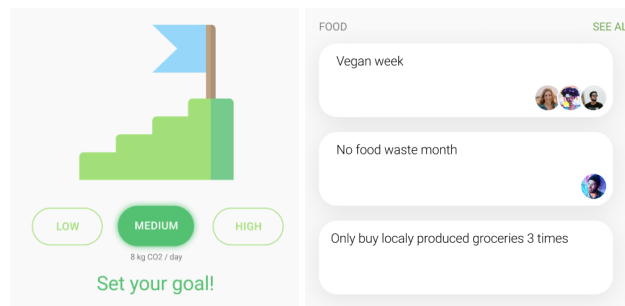 LOW
MEDIUM
HIGH
8 kg CO2 / day
Set your goal!
FOOD
SEE AL
Vegan week
No food waste month
Only buy localy produced groceries 3 times